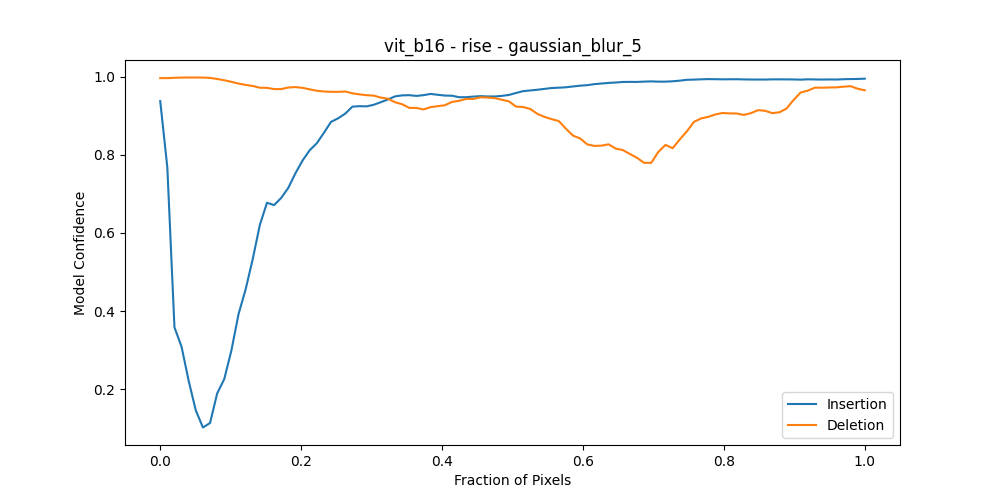 vit_b16 - rise - gaussian_blur_5
1.0
0.8
0.6
0.4
0.2
Model Confidence
0.0
0.2
0.4
0.6
0.8
1.0
Fraction of Pixels
Insertion
Deletion